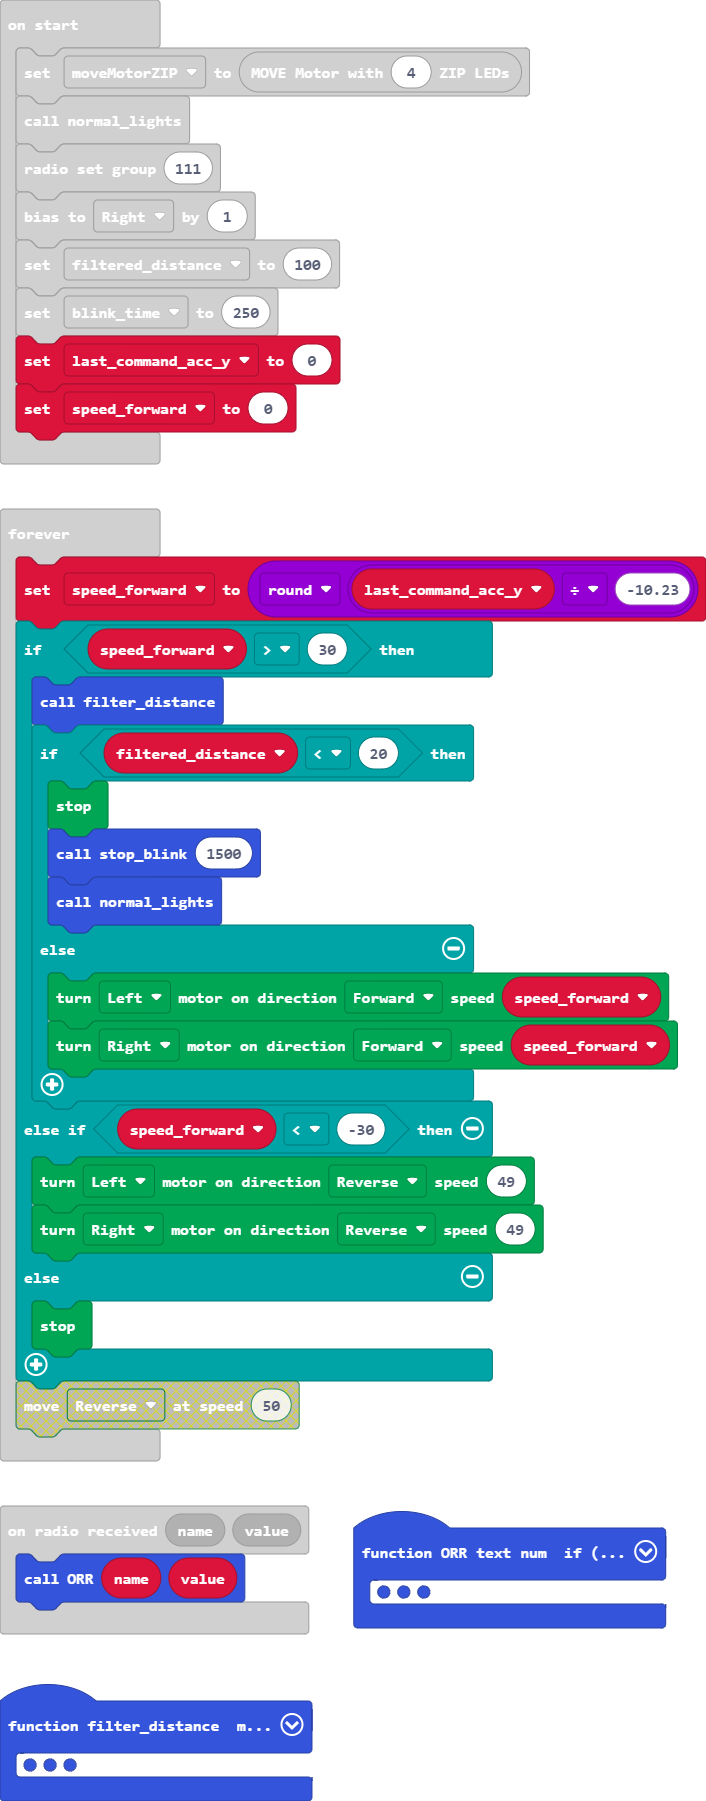 on start
set moveMotorZIP to MOVE Motor with 4 ZIP LEDs
call normal_lights
radio set group 111
bias to Right by 1
set filtered_distance to 100
set blink_time to 250
set last_command_acc_y to 0
set speed_forward to 0
forever
set speed_forward to round last_command_acc_y ÷ -10.23
if speed_forward > 30 then
call filter_distance
if filtered_distance < 20 then
stop
call stop_blink 1500
call normal_lights
else
turn Left motor on direction Forward speed speed_forward
turn Right motor on direction Forward speed speed_forward
else if speed_forward < -30 then
turn Left motor on direction Reverse speed 49
turn Right motor on direction Reverse speed 49
else
stop
move Reverse at speed 50
on radio received name value
call ORR name value
function ORR text num if (...
function filter_distance m...